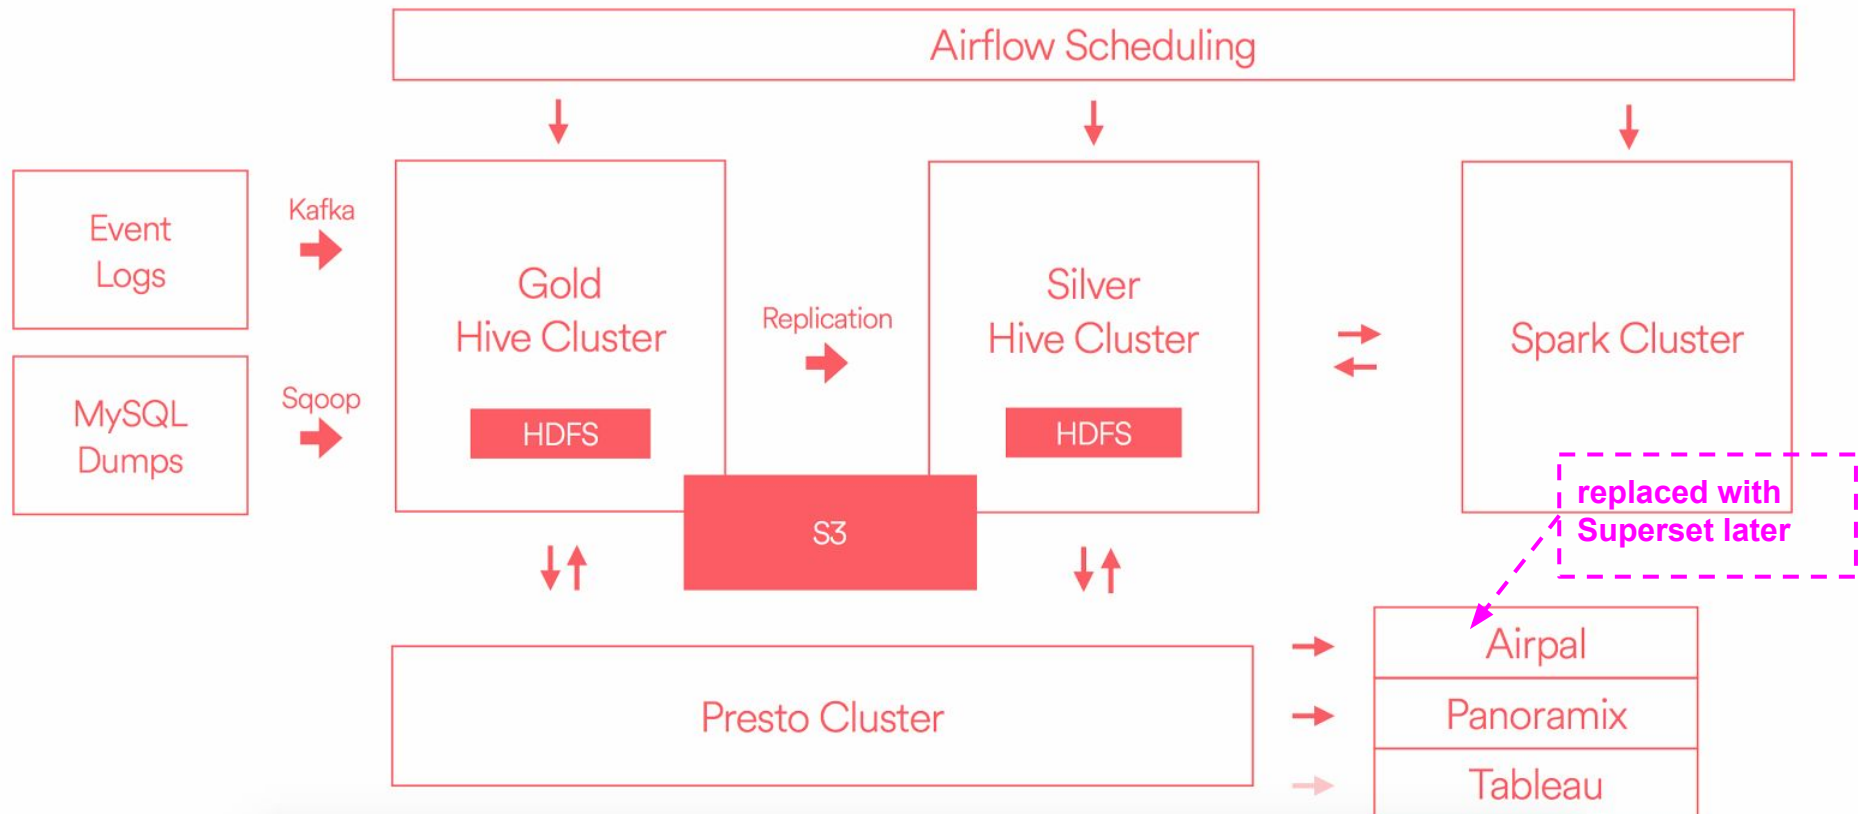 Airflow Scheduling
Event
Logs
Kafka
MySQL
Dumps
Sqoop
Gold
Hive Cluster
HDFS
Replication
Silver
Hive Cluster
HDFS
S3
Spark Cluster
replaced with
Superset later
Presto Cluster
Airpal
Panoramix
Tableau